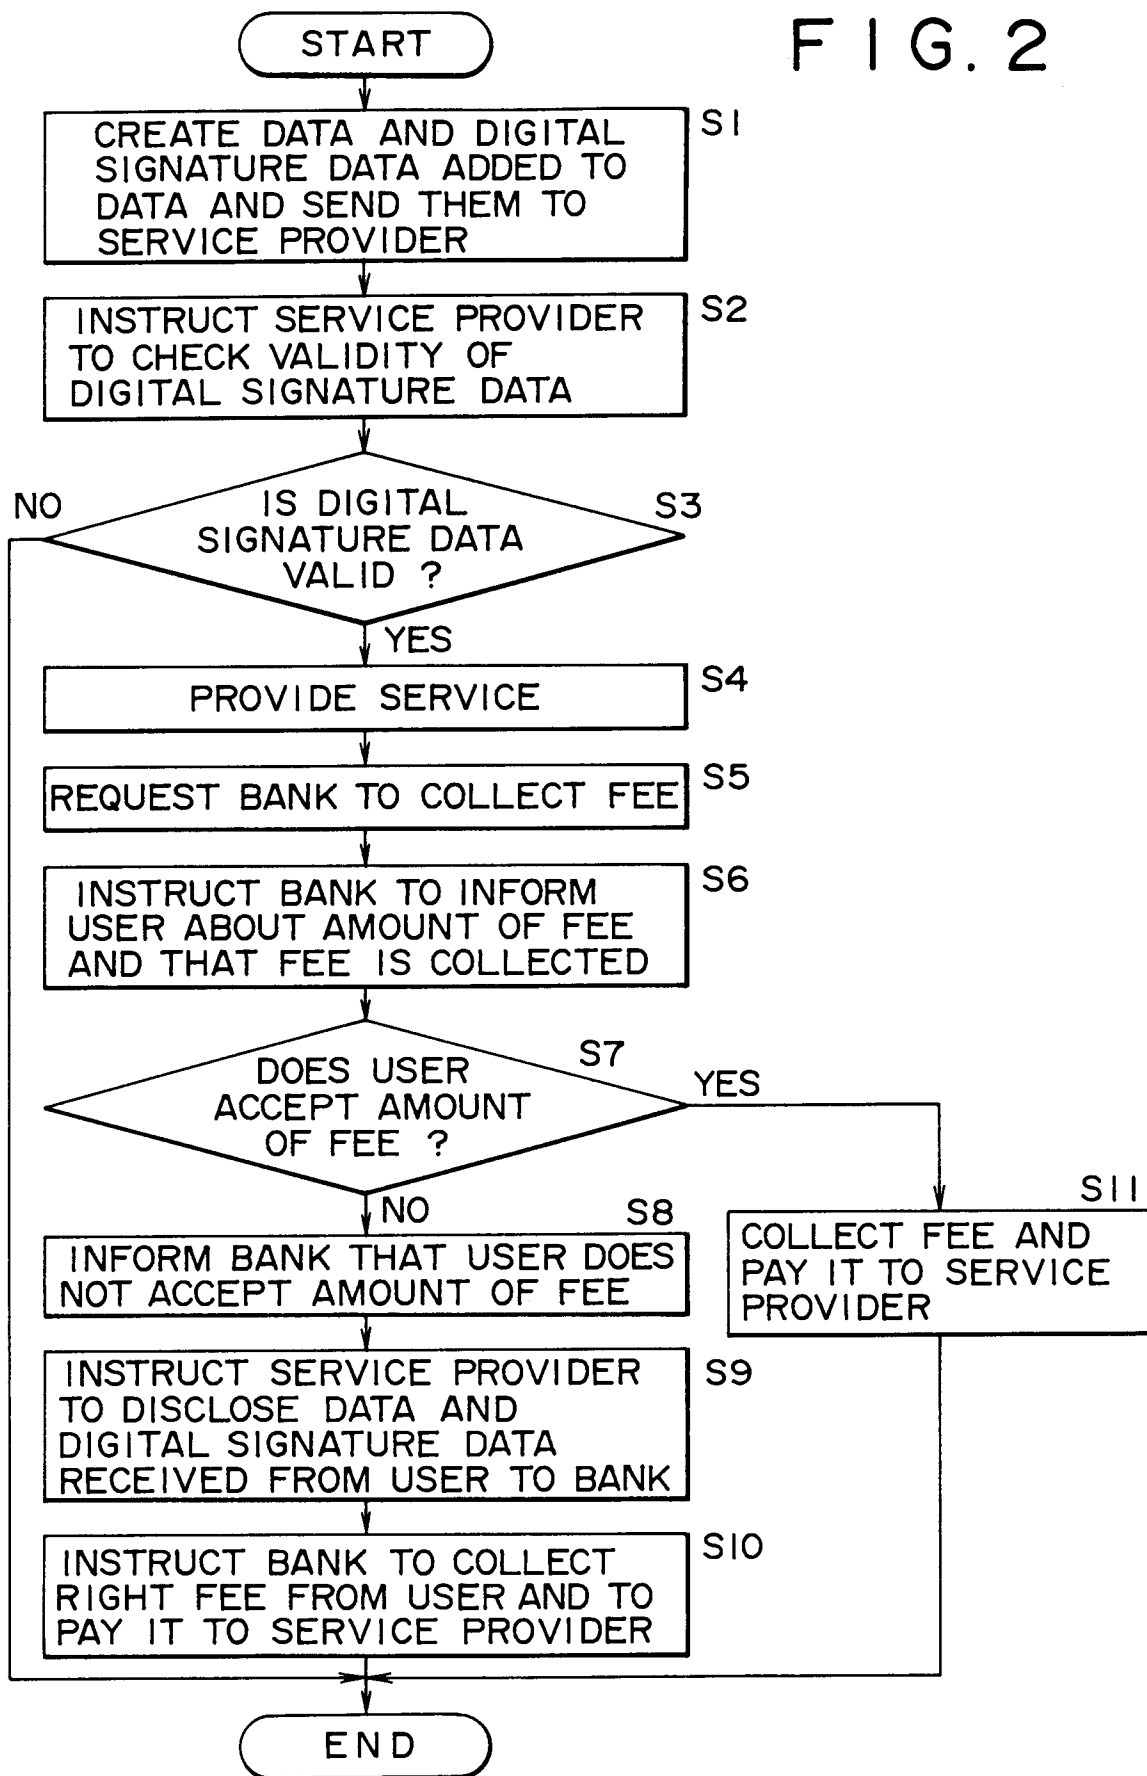 START
FIG. 2
S1
CREATE DATA AND DIGITAL
SIGNATURE DATA ADDED TO
DATA AND SEND THEM TO
SERVICE PROVIDER
S2
INSTRUCT SERVICE PROVIDER
TO CHECK VALIDITY OF
DIGITAL SIGNATURE DATA
NO
S3
IS DIGITAL
SIGNATURE DATA
VALID ?
YES
S4
PROVIDE SERVICE
S5
REQUEST BANK TO COLLECT FEE
S6
INSTRUCT BANK TO INFORM
USER ABOUT AMOUNT OF FEE
AND THAT FEE IS COLLECTED
S7
DOES USER
ACCEPT AMOUNT
OF FEE ?
YES
NO
S8
INFORM BANK THAT USER DOES
NOT ACCEPT AMOUNT OF FEE
S11
COLLECT FEE AND
PAY IT TO SERVICE
PROVIDER
S9
INSTRUCT SERVICE PROVIDER
TO DISCLOSE DATA AND
DIGITAL SIGNATURE DATA
RECEIVED FROM USER TO BANK
S10
INSTRUCT BANK TO COLLECT
RIGHT FEE FROM USER AND TO
PAY IT TO SERVICE PROVIDER
END